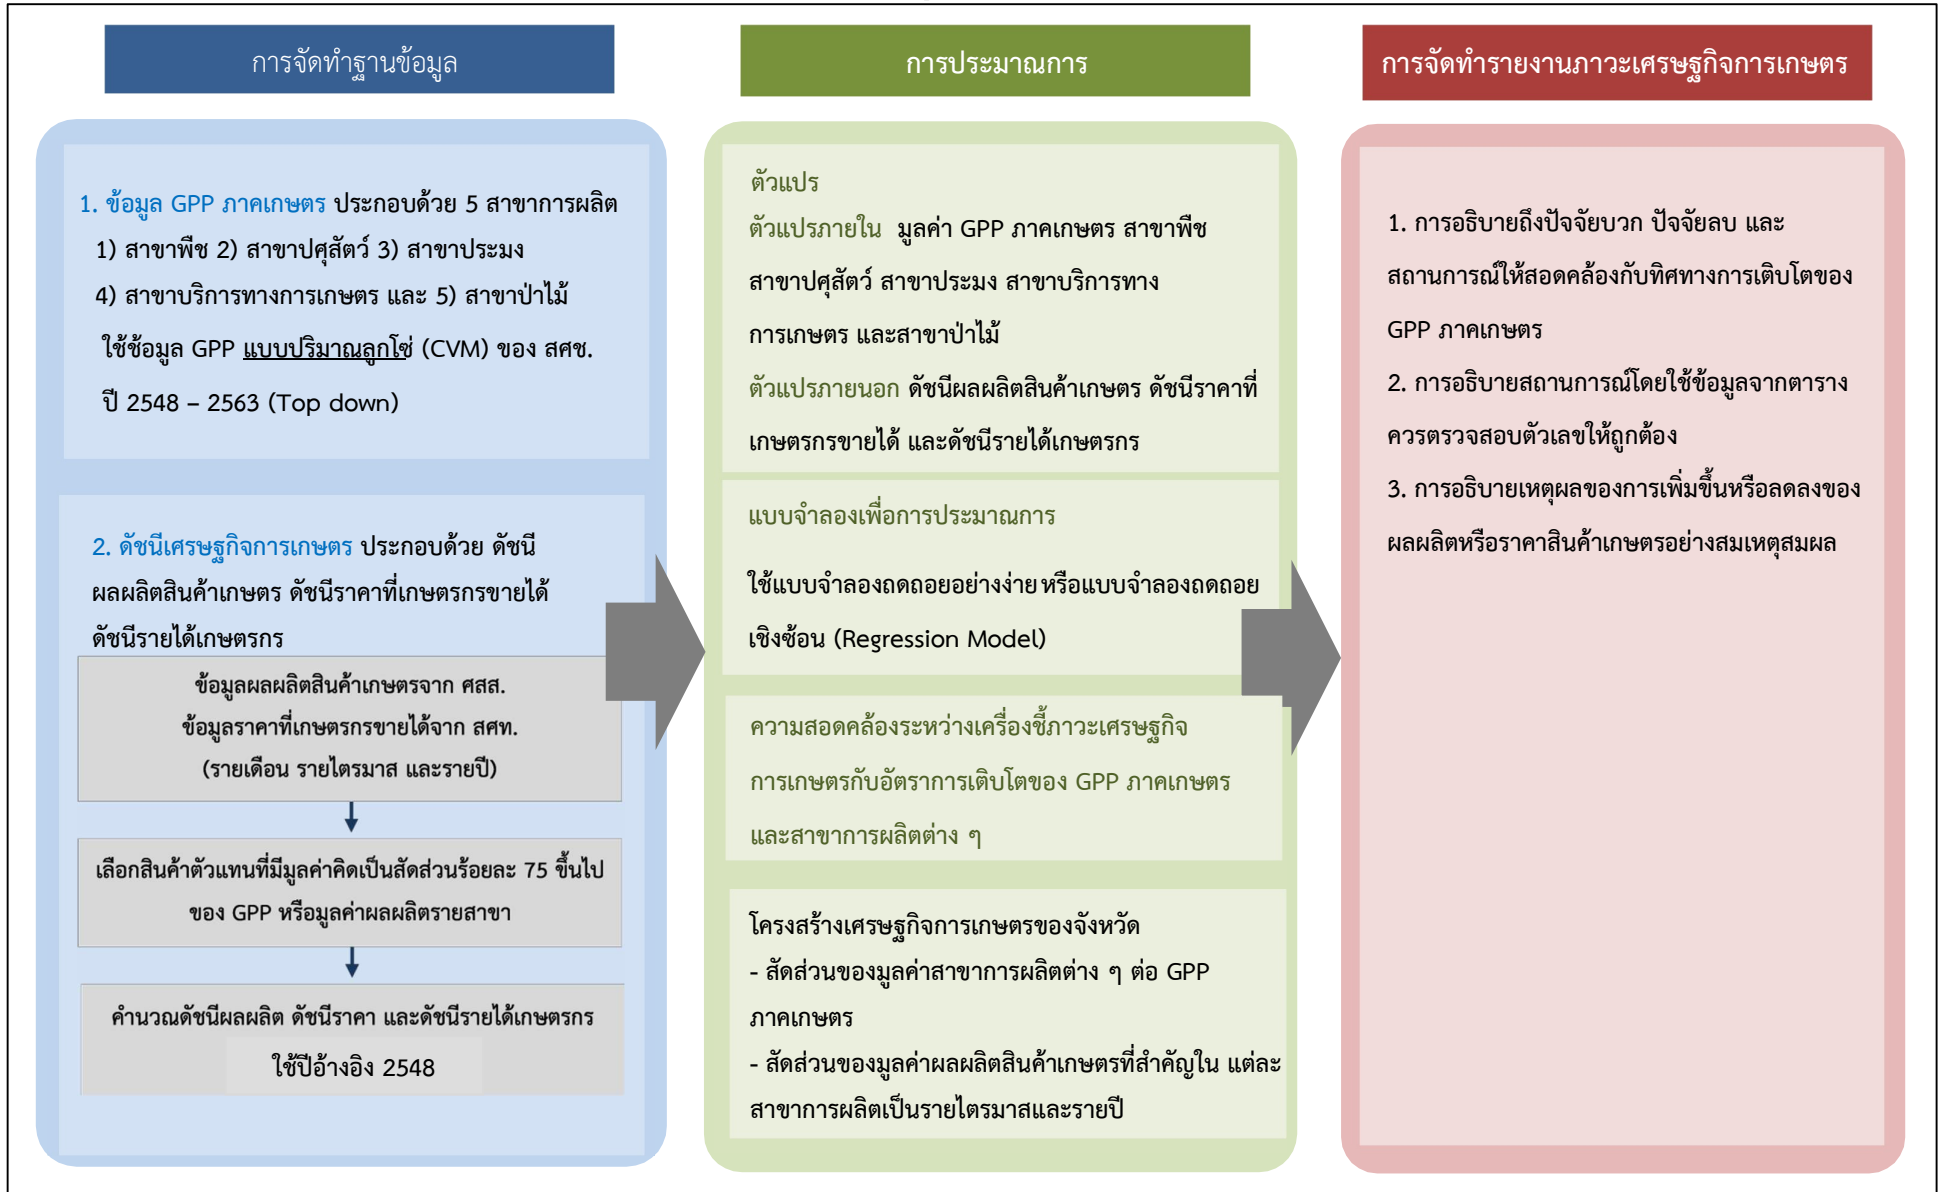 การจัดทำฐานข้อมูล
1. ข้อมูล GPP ภาคเกษตร ประกอบด้วย 5 สาขาการผลิต
1) สาขาพืช 2) สาขาปศุสัตว์ 3) สาขาประมง
4) สาขาบริการทางการเกษตร และ 5) สาขาป่าไม้
ใช้ช้อมูล GPP แบบปริมาณลูกโซ่ (CVM) ของ สศช.
ปี 2548 – 2563 (Top down)
2. ดัชนีเศรษฐกิจการเกษตร ประกอบด้วย ดัชนี
ผลผลิตสินค้าเกษตร ดัชนีราคาที่เกษตรกรขายได้
ดัชนีรายได้เกษตรกร
ข้อมูลผลผลิตสินค้าเกษตรจาก ศสส.
ข้อมูลราคาที่เกษตรกรขายได้จาก สศท.
(รายเดือน รายไตรมาส และรายปี)
เลือกสินค้าตัวแทนที่มีมูลค่าคิดเป็นสัดส่วนร้อยละ 75 ขึ้นไป
ของ GPP หรือมูลค่าผลผลิตรายสาขา
คำนวณดัชนีผลผลิต ดัชนีราคา และดัชนีรายได้เกษตรกร
ใช้ปีอ้างอิง 2548
การประมาณการ
ตัวแปร
ตัวแปรภายใน มูลค่า GPP ภาคเกษตร สาขาพืช
สาขาปศุสัตว์ สาขาประมง สาขาบริการทาง
การเกษตร และสาขาป่าไม้
ตัวแปรภายนอก ดัชนีผลผลิตสินค้าเกษตร ดัชนีราคาที่
เกษตรกรขายได้ และดัชนีรายได้เกษตรกร
แบบจำลองเพื่อการประมาณการ
ใช้แบบจำลองถดถอยอย่างง่าย หรือแบบจำลองถดถอย
เชิงซ้อน (Regression Model)
ความสอดคล้องระหว่างเครื่องชี้ภาวะเศรษฐกิจ
การเกษตรกับอัตราการเติบโตของ GPP ภาคเกษตร
และสาขาการผลิตต่าง ๆ
โครงสร้างเศรษฐกิจการเกษตรของจังหวัด
- สัดส่วนของมูลค่าสาขาการผลิตต่าง ๆ ต่อ GPP
ภาคเกษตร
- สัดส่วนของมูลค่าผลผลิตสินค้าเกษตรที่สำคัญใน แต่ละ
สาขาการผลิตเป็นรายไตรมาสและรายปี
การจัดทำรายงานภาวะเศรษฐกิจการเกษตร
1. การอธิบายถึงปัจจัยบวก ปัจจัยลบ และ
สถานการณ์ให้สอดคล้องกับทิศทางการเติบโตของ
GPP ภาคเกษตร
2. การอธิบายสถานการณ์โดยใช้ข้อมูลจากตาราง
ควรตรวจสอบตัวเลขให้ถูกต้อง
3. การอธิบายเหตุผลของการเพิ่มขึ้นหรือลดลงของ
ผลผลิตหรือราคาสินค้าเกษตรอย่างสมเหตุสมผล